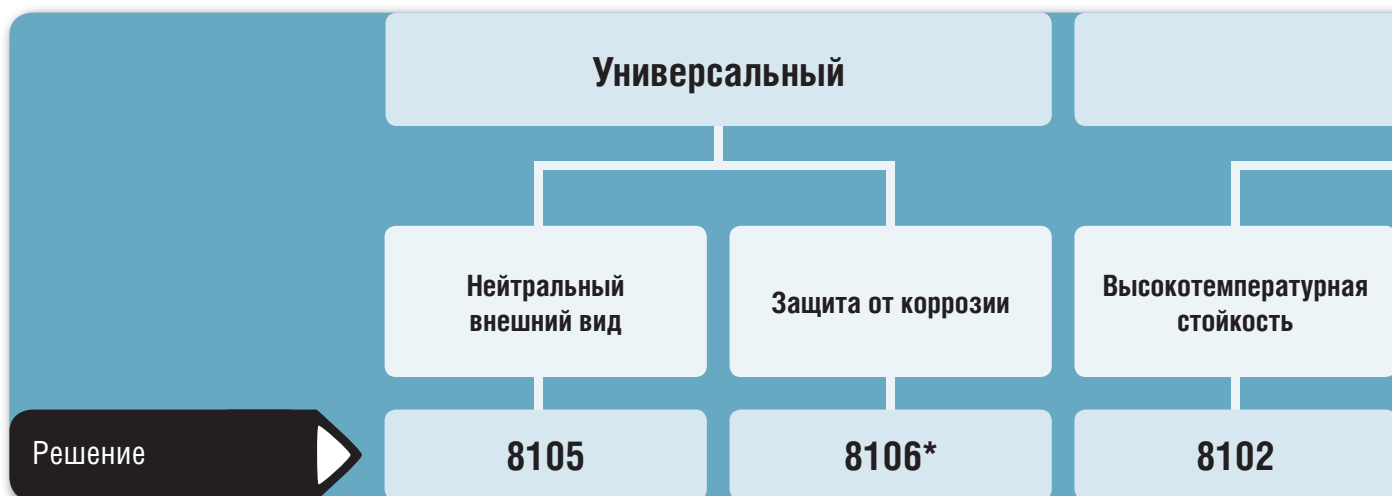 Универсальный
Нейтральный
внешний вид
Защита от коррозии
Высокотемпературная
стойкость
Решение
8105
8106*
8102